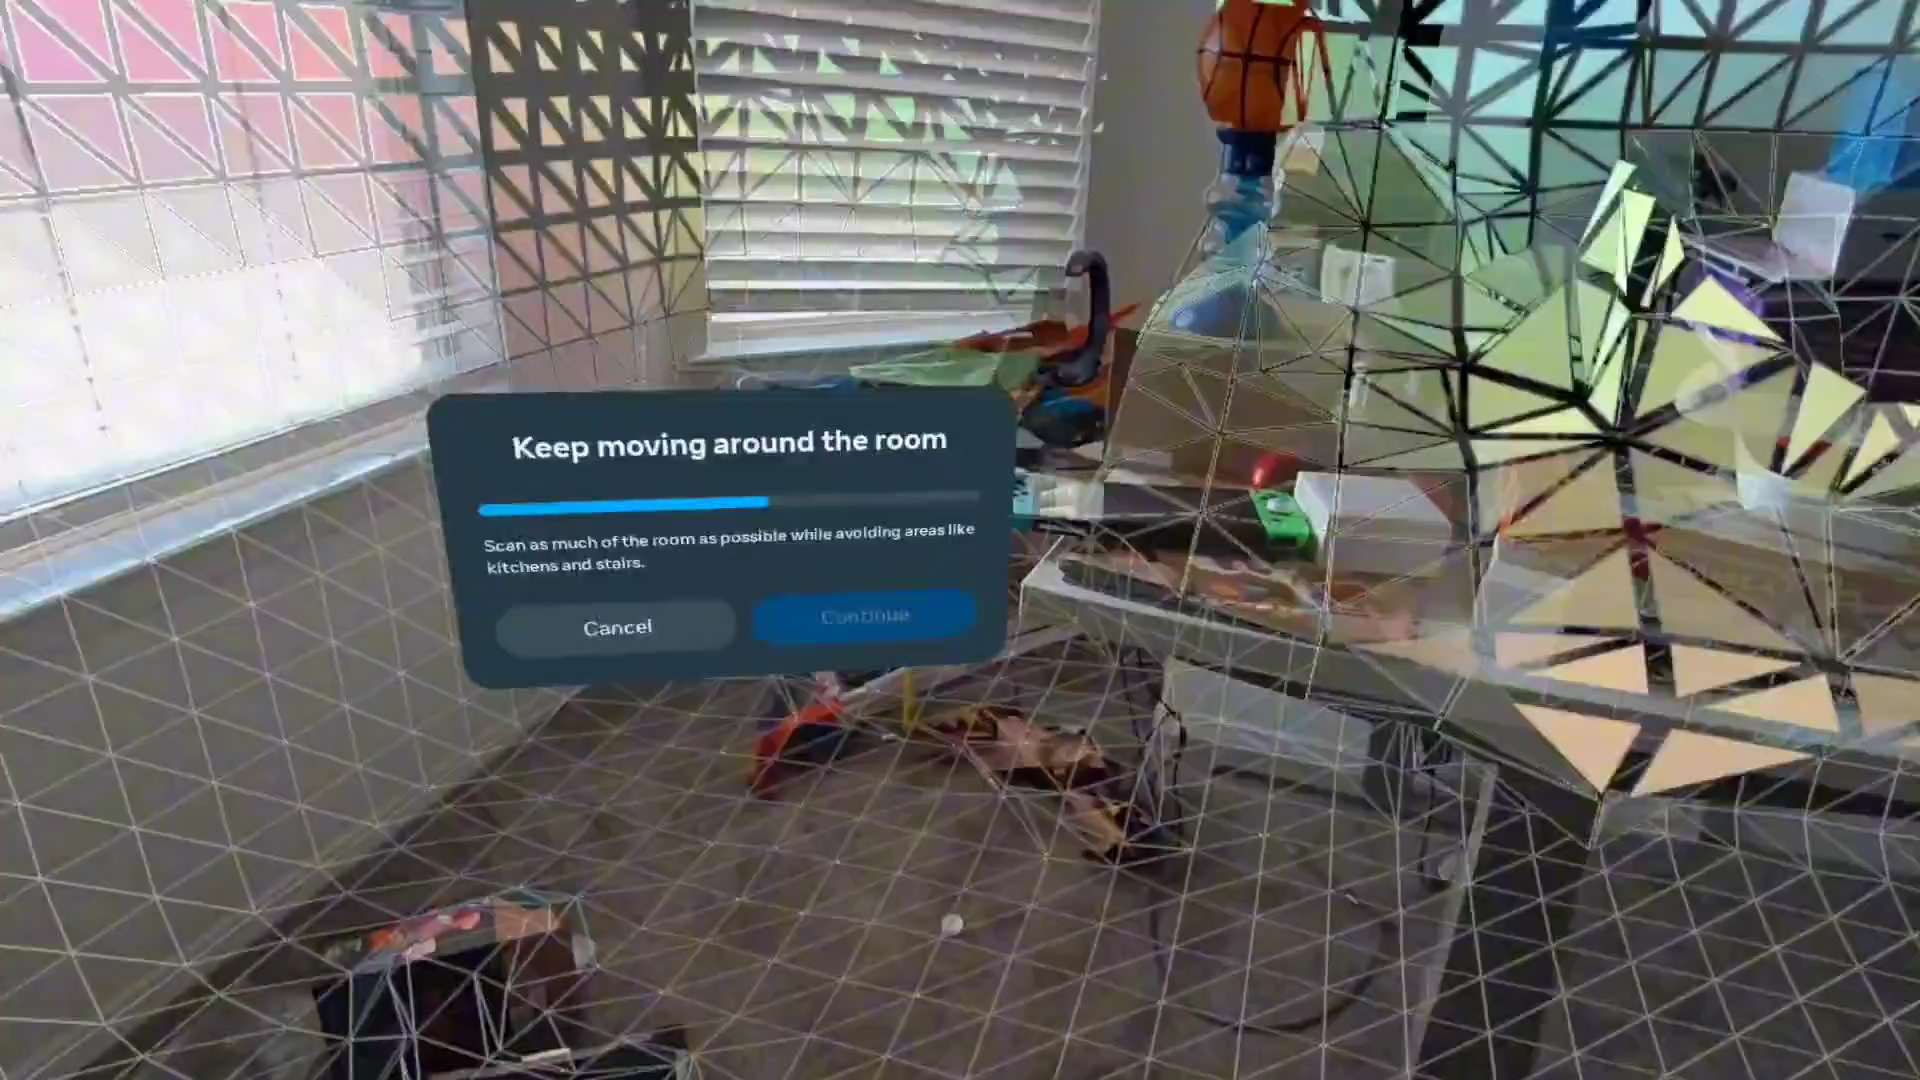 Keep moving around the room
Scan as much of the room as possible while avoiding areas like
kitchens and stairs.
Cancel
Continue